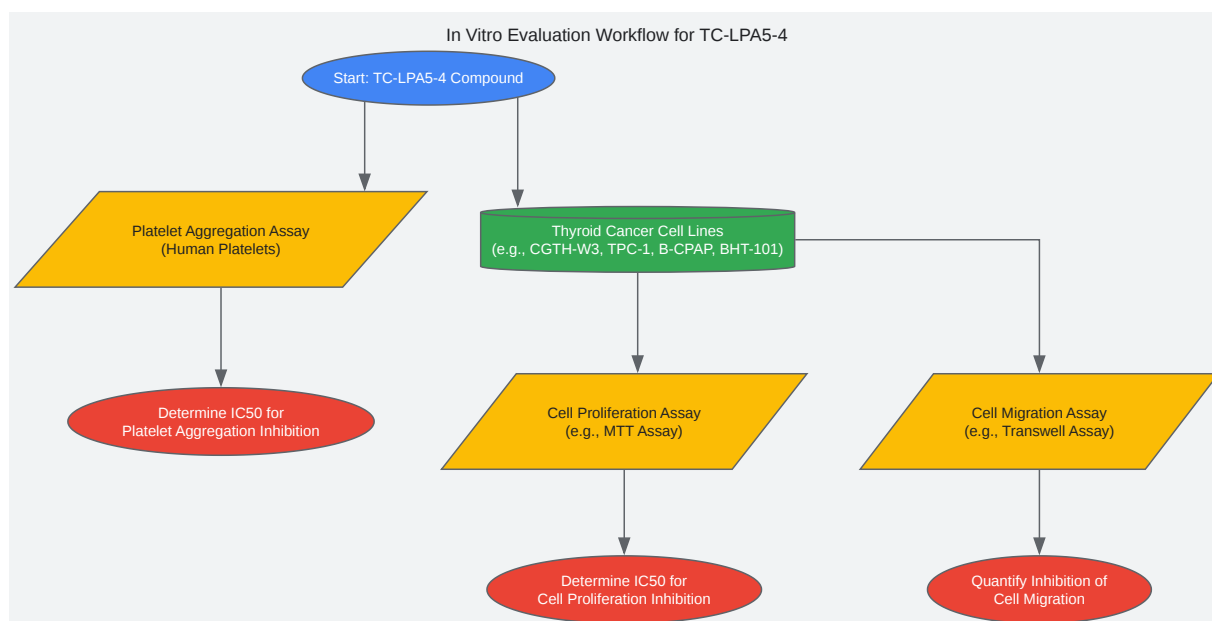 In Vitro Evaluation Workflow for TC-LPA5-4
Start: TC-LPA5-4 Compound
Platelet Aggregation Assay
(Human Platelets)
Thyroid Cancer Cell Lines
(e.g., CGTH-W3, TPC-1, B-CPAP, BHT-101)
Determine IC50 for
Platelet Aggregation Inhibition
Cell Proliferation Assay
(e.g., MTT Assay)
Cell Migration Assay
(e.g., Transwell Assay)
Determine IC50 for
Cell Proliferation Inhibition
Quantify Inhibition of
Cell Migration